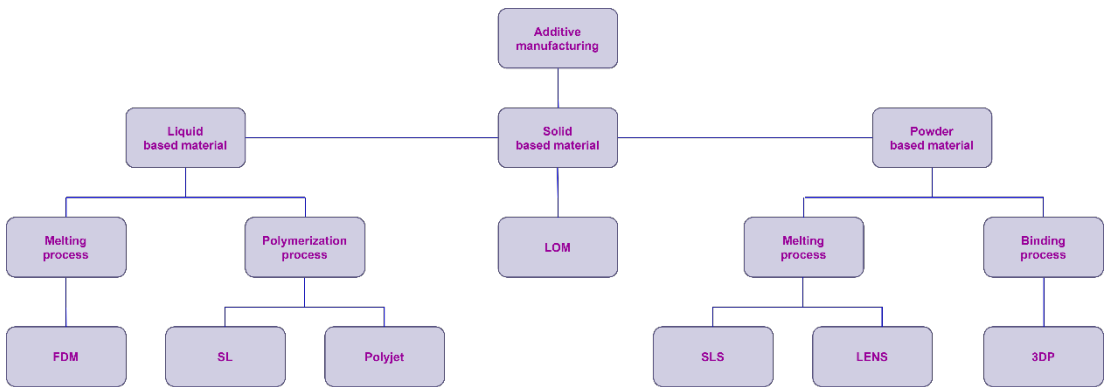 Additive
manufacturing
Liquid
based material
Solid
based material
Powder
based material
Melting
process
Polymerization
process
LOM
Melting
process
Binding
process
FDM
SL
Polyjet
SLS
LENS
3DP